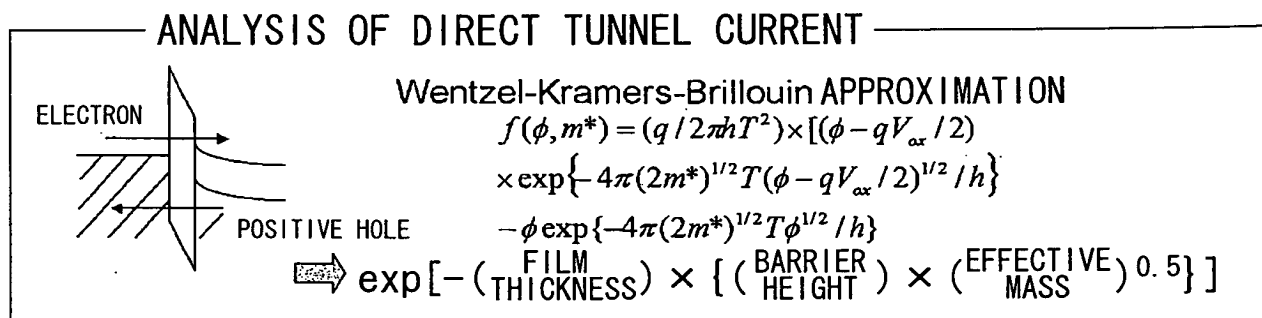 ANALYSIS OF DIRECT TUNNEL CURRENT
Wentzel-Kramers-Brillouin APPROXIMATION
ELECTRON
f(ϕ,m*) = (q/2πhT²)×[(ϕ−qV_ox/2)
×exp{−4π(2m*)^{1/2}T(ϕ−qV_ox/2)^{1/2}/h}
POSITIVE HOLE
−ϕexp{−4π(2m*)^{1/2}Tϕ^{1/2}/h}
exp[-(FILM THICKNESS) × {(BARRIER HEIGHT) × (EFFECTIVE MASS)^{0.5}}]